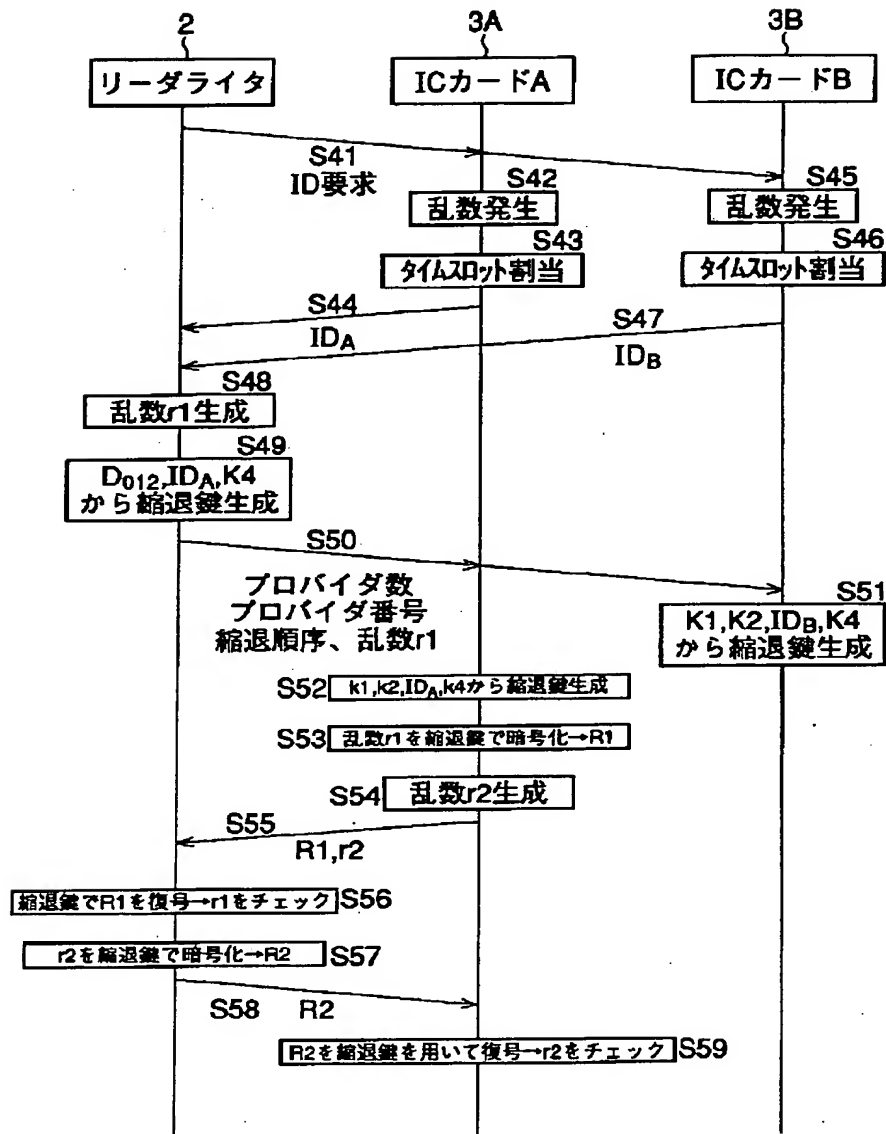 2
3A
3B
リーダライタ
ICカードA
ICカードB
S41
ID要求
S42
乱数発生
S45
乱数発生
S43
タイムスロット割当
S46
タイムスロット割当
S44
IDA
S47
IDB
S48
乱数r1生成
S49
D012,IDA,K4
から縮退鍵生成
S50
プロバイダ数
プロバイダ番号
縮退順序、乱数r1
S51
K1,K2,IDB,K4
から縮退鍵生成
S52
k1,k2,IDA,k4から縮退鍵生成
S53
乱数r1を縮退鍵で暗号化→R1
S54
乱数r2生成
S55
R1,r2
縮退鍵でR1を復号→r1をチェック
S56
r2を縮退鍵で暗号化→R2
S57
S58
R2
R2を縮退鍵を用いて復号→r2をチェック
S59